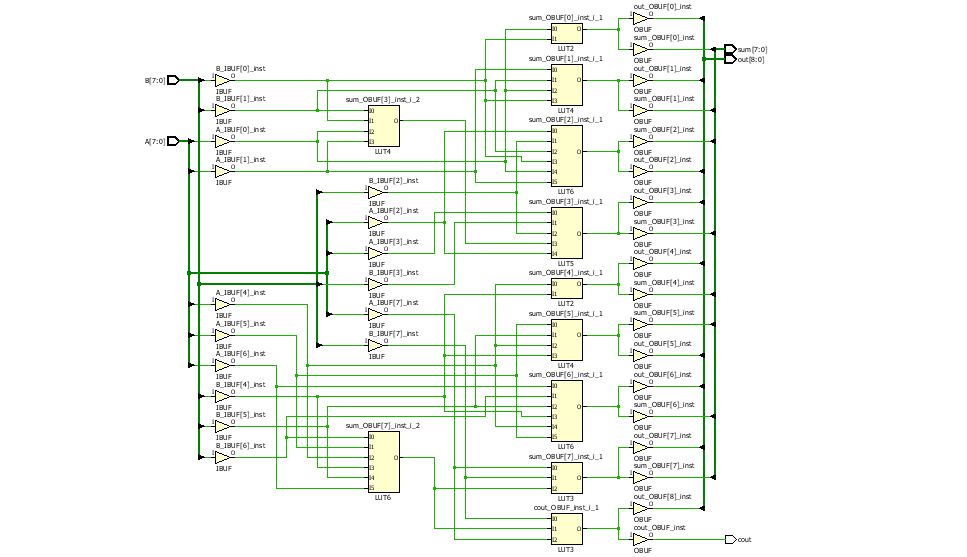 B[7:0]
A[7:0]
B_IBUF[0]_inst
I O
IBUF
B_IBUF[1]_inst
I O
IBUF
A_IBUF[0]_inst
I O
IBUF
A_IBUF[1]_inst
I O
IBUF
A_IBUF[4]_inst
I O
IBUF
A_IBUF[5]_inst
I O
IBUF
A_IBUF[6]_inst
I O
IBUF
B_IBUF[4]_inst
I O
IBUF
B_IBUF[5]_inst
I O
IBUF
B_IBUF[6]_inst
I O
IBUF
sum_OBUF[3]_inst_i_2
I0
I1 O
I2
I3
LUT4
B_IBUF[2]_inst
I O
IBUF
A_IBUF[2]_inst
I O
IBUF
A_IBUF[3]_inst
I O
IBUF
B_IBUF[3]_inst
I O
IBUF
A_IBUF[7]_inst
I O
IBUF
B_IBUF[7]_inst
I O
IBUF
sum_OBUF[7]_inst_i_2
I0
I1
I2 O
I3
I4
I5
LUT6
sum_OBUF[0]_inst_i_1
I0 O
I1
LUT2
sum_OBUF[1]_inst_i_1
I0
I1 O
I2
I3
LUT4
sum_OBUF[2]_inst_i_1
I0
I1
I2 O
I3
I4
I5
LUT6
sum_OBUF[3]_inst_i_1
I0
I1
I2 O
I3
I4
LUT5
sum_OBUF[4]_inst_i_1
I0 O
I1
LUT2
sum_OBUF[5]_inst_i_1
I0
I1 O
I2
I3
LUT4
sum_OBUF[6]_inst_i_1
I0
I1
I2 O
I3
I4
I5
LUT6
sum_OBUF[7]_inst_i_1
I0
I1 O
I2
LUT3
cout_OBUF_inst_i_1
I0
I1 O
I2
LUT3
out_OBUF[0]_inst
I O
OBUF
sum_OBUF[0]_inst
I O
OBUF
out_OBUF[1]_inst
I O
OBUF
sum_OBUF[1]_inst
I O
OBUF
sum_OBUF[2]_inst
I O
OBUF
out_OBUF[2]_inst
I O
OBUF
out_OBUF[3]_inst
I O
OBUF
sum_OBUF[3]_inst
I O
OBUF
out_OBUF[4]_inst
I O
OBUF
sum_OBUF[4]_inst
I O
OBUF
sum_OBUF[5]_inst
I O
OBUF
out_OBUF[5]_inst
I O
OBUF
out_OBUF[6]_inst
I O
OBUF
sum_OBUF[6]_inst
I O
OBUF
out_OBUF[7]_inst
I O
OBUF
sum_OBUF[7]_inst
I O
OBUF
out_OBUF[8]_inst
I O
OBUF
cout_OBUF_inst
I O
OBUF
sum[7:0]
out[8:0]
cout